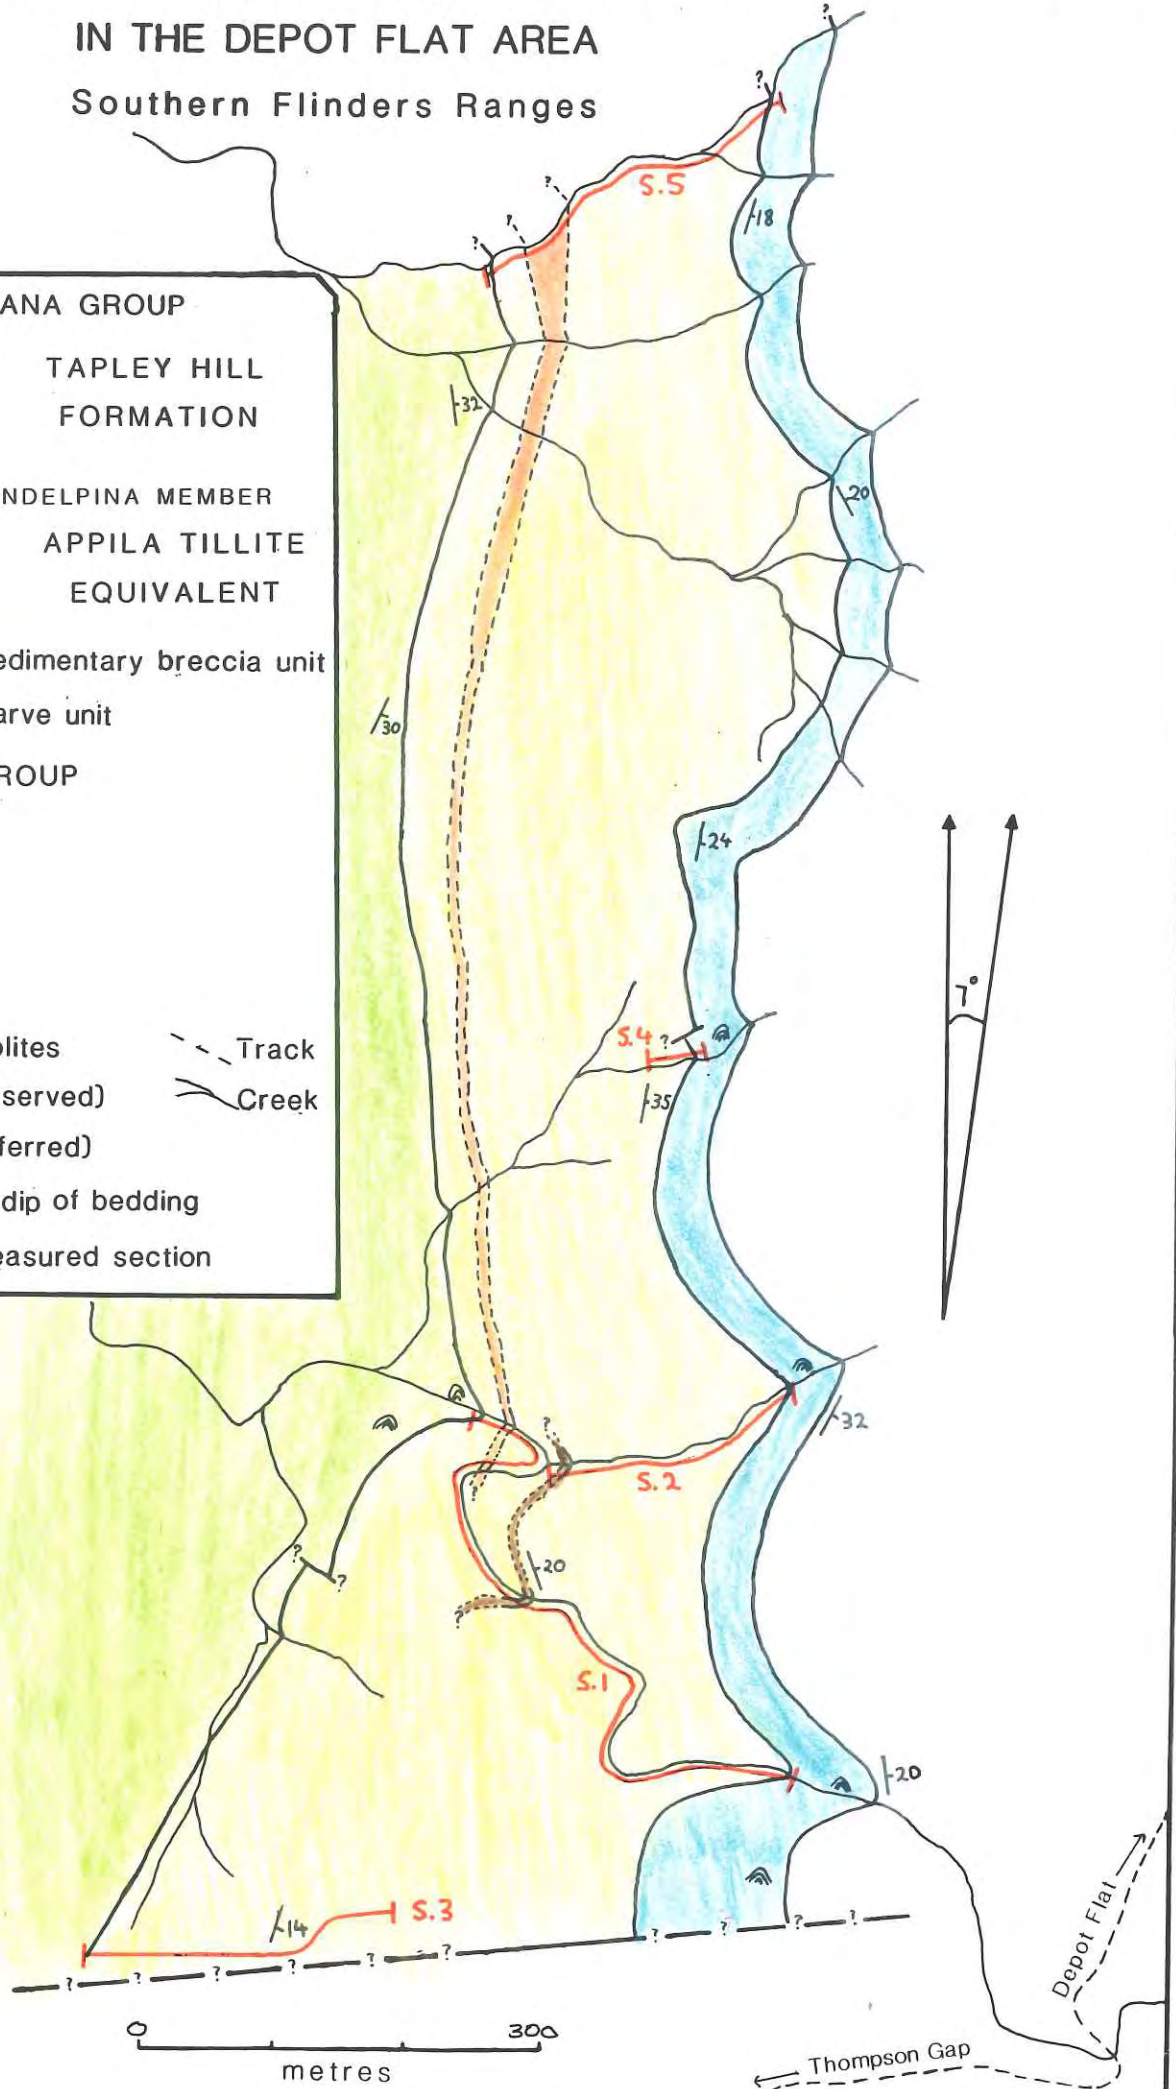 IN THE DEPOT FLAT AREA
Southern Flinders Ranges
ANA GROUP
TAPLEY HILL
FORMATION
NDELPINA MEMBER
APPILA TILLITE
EQUIVALENT
edimentary breccia unit
arve unit
ROUP
lites
Track
served)
Creek
ferred)
dip of bedding
easured section
?
?
S.5
?
?
?
18
32
20
30
24
7°
S.4 ?
35
32
?
S.2
?
20
?
?
?
S.1
20
14
S.3
? ? ? ? ? ? ? ? ? ?
0 300
metres
Depot Flat
Thompson Gap